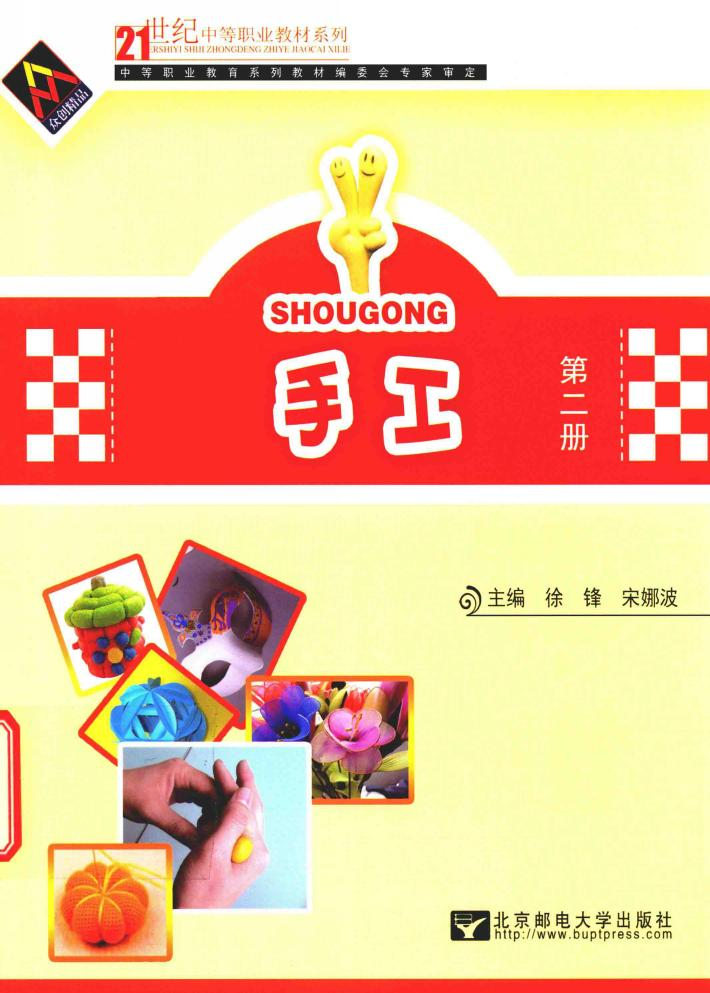 21世纪中等职业教材系列
ERSHIYI SHIJI ZHONGDENG ZHIYE JIAOCAI XILIE
中等职业教育系列教材编委会专家审定
众创精品
SHOUGONG
手工
第二册
主编 徐锋 宋娜波
北京邮电大学出版社
http://www.buptpress.com